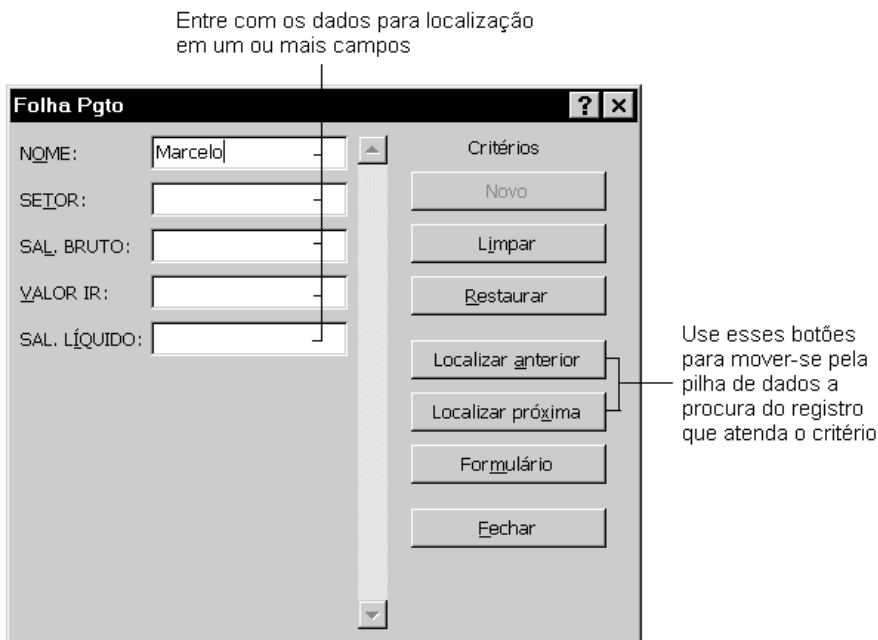 Entre com os dados para localização
em um ou mais campos
Folha Pgto
NOME:
Marcelo
SETOR:
SAL. BRUTO:
VALOR IR:
SAL. LÍQUIDO:
Critérios
Novo
Limpar
Restaurar
Localizar anterior
Localizar próxima
Formulário
Fechar
Use esses botões
para mover-se pela
pilha de dados a
procura do registro
que atenda o critério